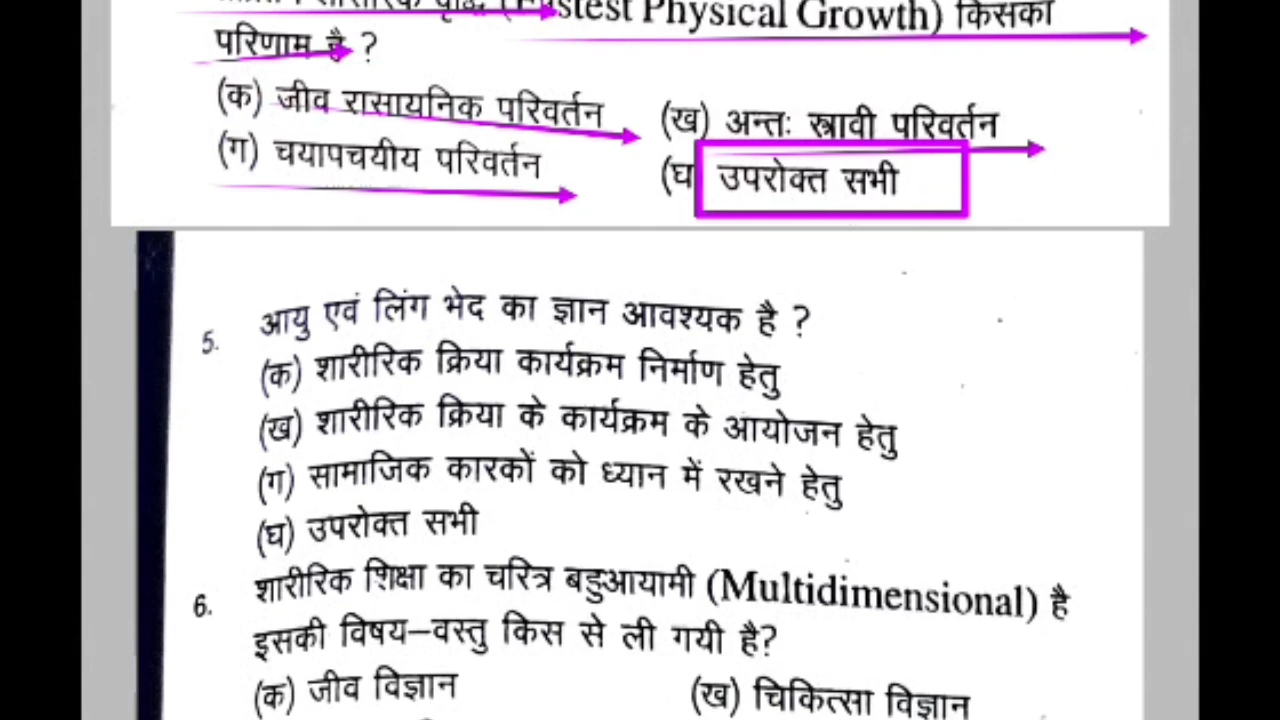 शारीरिक वृद्धि (Fastest Physical Growth) किसका
परिणाम है ?
(क) जीव रासायनिक परिवर्तन (ख) अन्तः स्त्रावी परिवर्तन
(ग) चयापचयीय परिवर्तन (घ उपरोक्त सभी
5. आयु एवं लिंग भेद का ज्ञान आवश्यक है ?
(क) शारीरिक क्रिया कार्यक्रम निर्माण हेतु
(ख) शारीरिक क्रिया के कार्यक्रम के आयोजन हेतु
(ग) सामाजिक कारकों को ध्यान में रखने हेतु
(घ) उपरोक्त सभी
6. शारीरिक शिक्षा का चरित्र बडुआयामी (Multidimensional) है
इसकी विषय–वस्तु किस से ली गयी है?
(क) जीव विज्ञान (ख) चिकित्सा विज्ञान